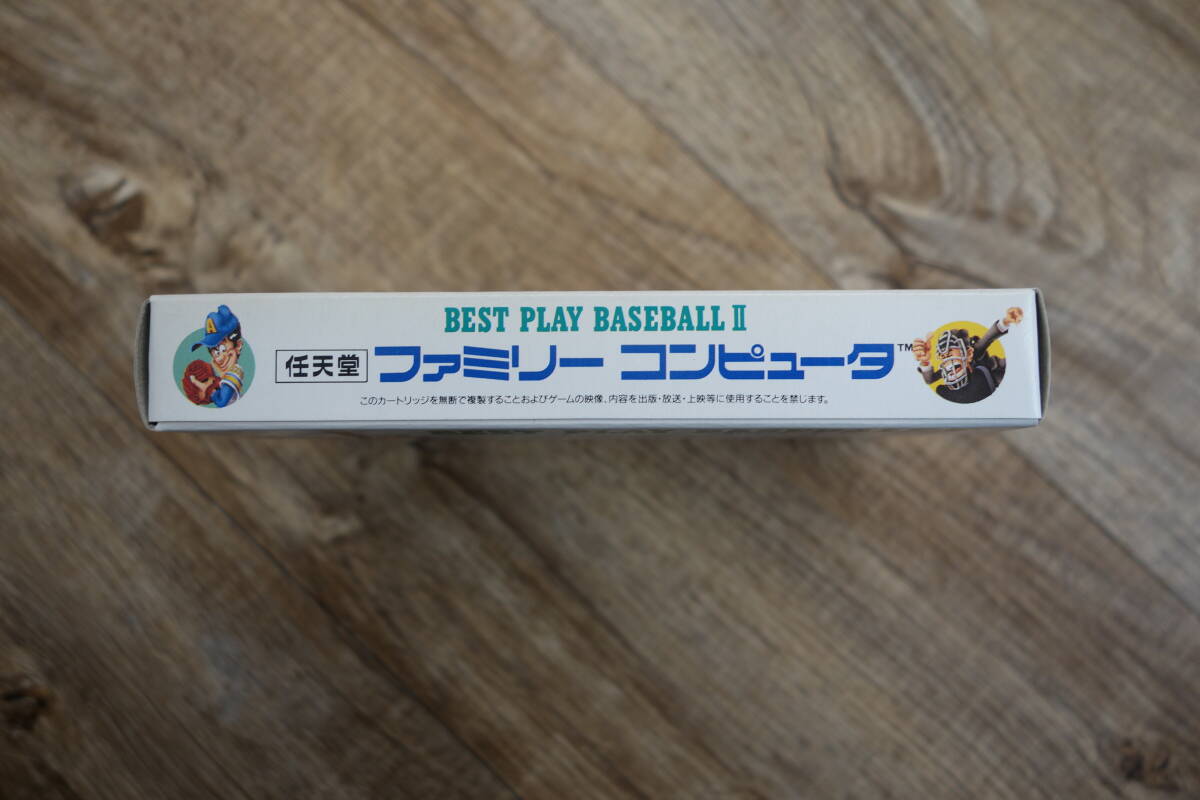 BEST PLAY BASEBALL II
任天堂 ファミリー コンピュータ™
このカートリッジを無断で複製することおよびゲームの映像、内容を出版・放送・上映等に使用することを禁じます。
A